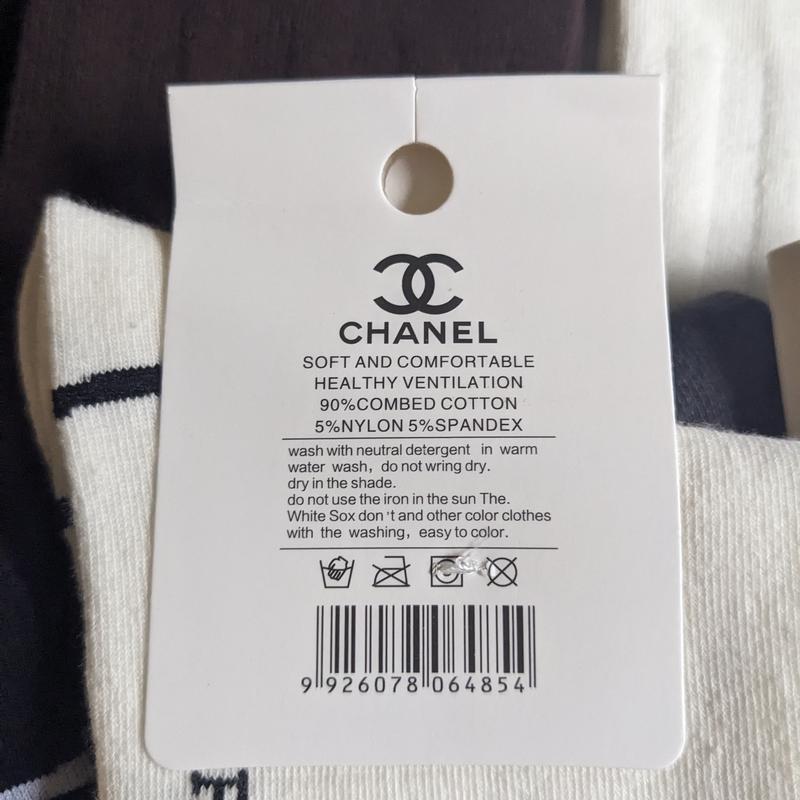 CHANEL
SOFT AND COMFORTABLE
HEALTHY VENTILATION
90%COMBED COTTON
5%NYLON 5%SPANDEX
wash with neutral detergent in warm
water wash, do not wring dry.
dry in the shade.
do not use the iron in the sun The.
White Sox don't and other color clothes
with the washing, easy to color.
9 926078 064854